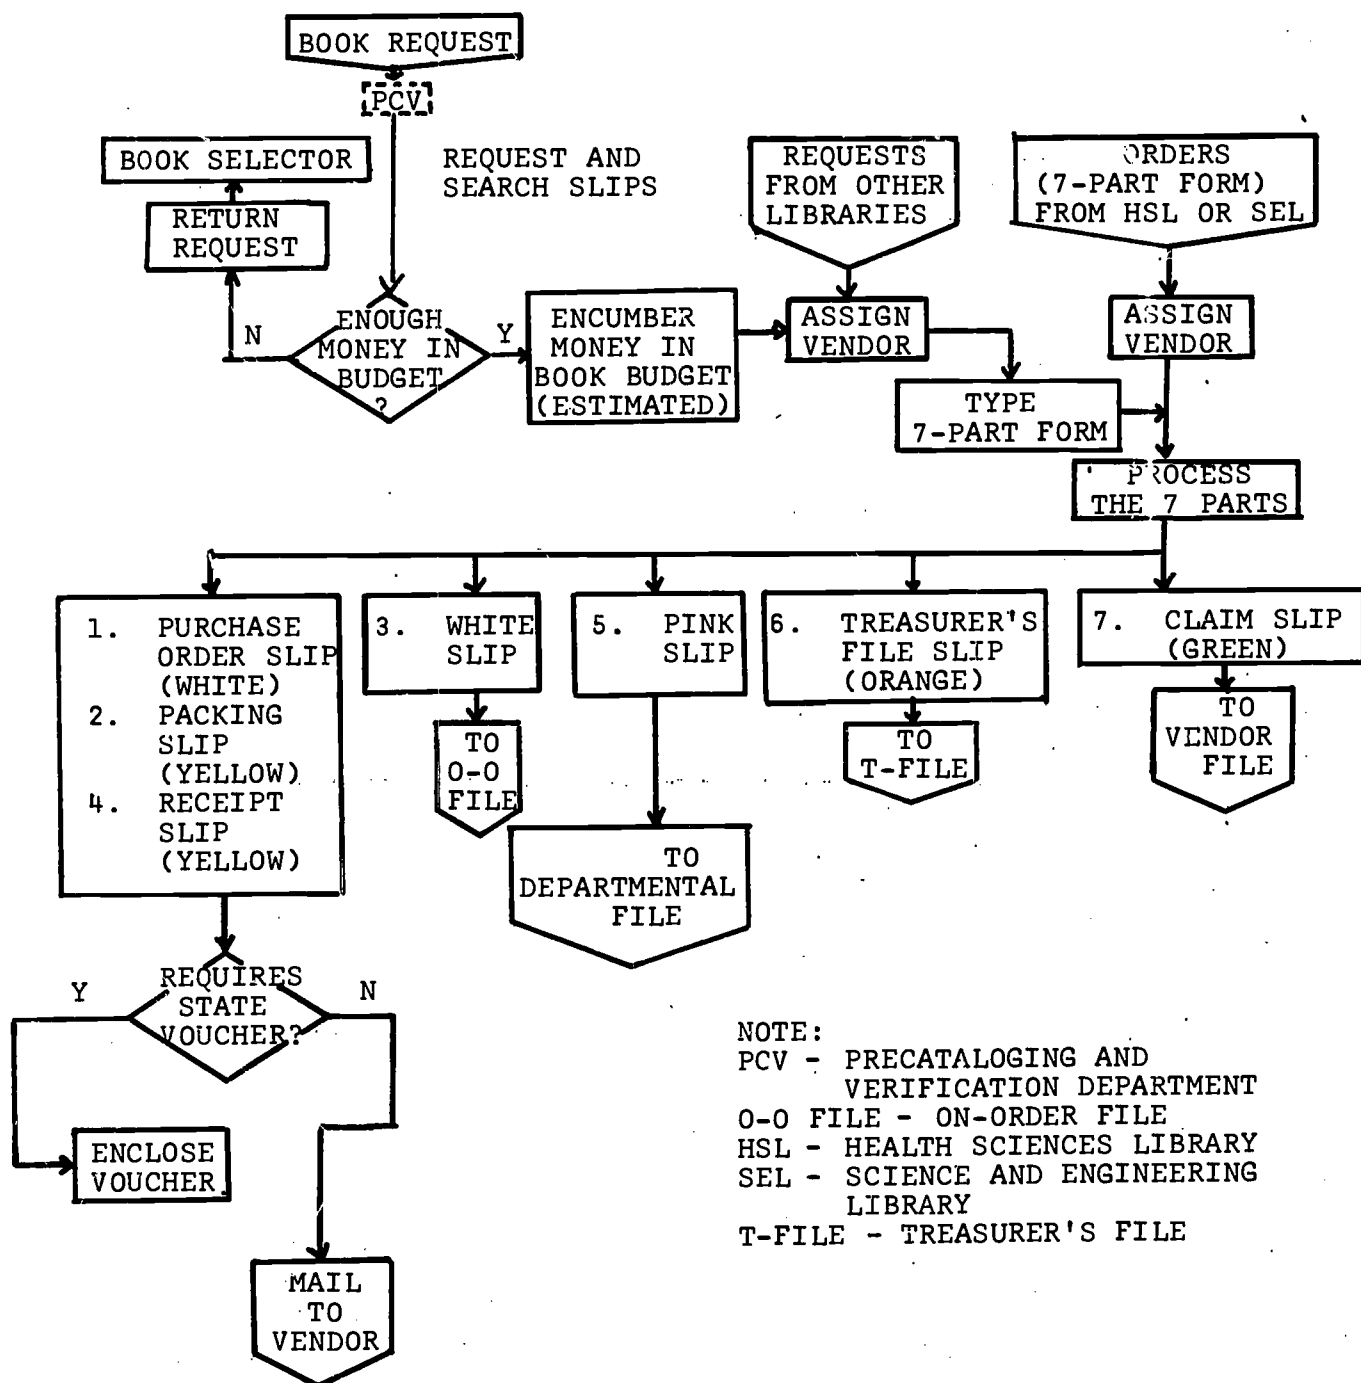 BOOK REQUEST
PCV
BOOK SELECTOR
RETURN
REQUEST
REQUEST AND
SEARCH SLIPS
N
ENOUGH
MONEY IN
BUDGET
?
Y
ENCUMBER
MONEY IN
BOOK BUDGET
(ESTIMATED)
REQUESTS
FROM OTHER
LIBRARIES
ASSIGN
VENDOR
ORDERS
(7-PART FORM)
FROM HSL OR SEL
ASSIGN
VENDOR
TYPE
7-PART FORM
PROCESS
THE 7 PARTS
1. PURCHASE
ORDER SLIP
(WHITE)
2. PACKING
SLIP
(YELLOW)
4. RECEIPT
SLIP
(YELLOW)
3. WHITE
SLIP
5. PINK
SLIP
6. TREASURER'S
FILE SLIP
(ORANGE)
7. CLAIM SLIP
(GREEN)
TO
O-O
FILE
TO
DEPARTMENTAL
FILE
TO
T-FILE
TO
VENDOR
FILE
Y
REQUIRES
STATE
VOUCHER?
N
ENCLOSE
VOUCHER
MAIL
TO
VENDOR
NOTE:
PCV - PRECATALOGING AND
VERIFICATION DEPARTMENT
O-O FILE - ON-ORDER FILE
HSL - HEALTH SCIENCES LIBRARY
SEL - SCIENCE AND ENGINEERING
LIBRARY
T-FILE - TREASURER'S FILE